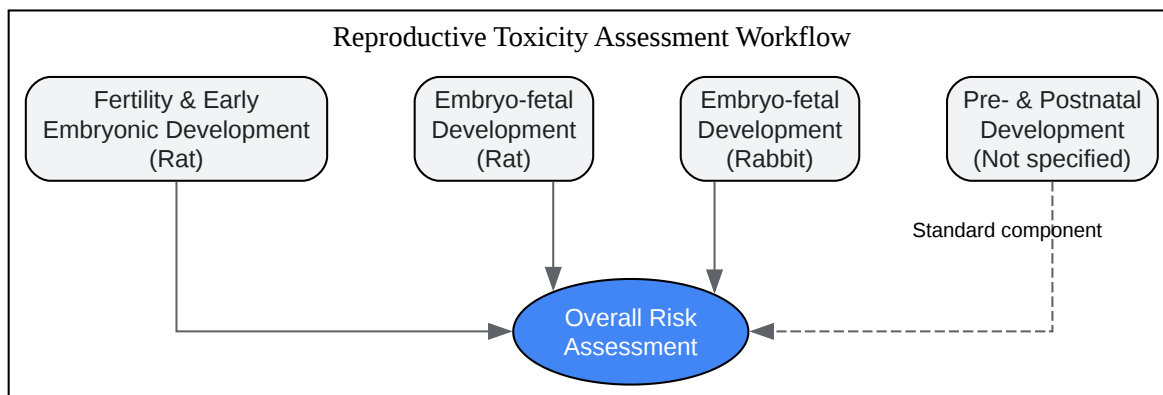 Reproductive Toxicity Assessment Workflow
Fertility & Early
Embryonic Development
(Rat)
Embryo-fetal
Development
(Rat)
Embryo-fetal
Development
(Rabbit)
Pre- & Postnatal
Development
(Not specified)
Standard component
Overall Risk
Assessment